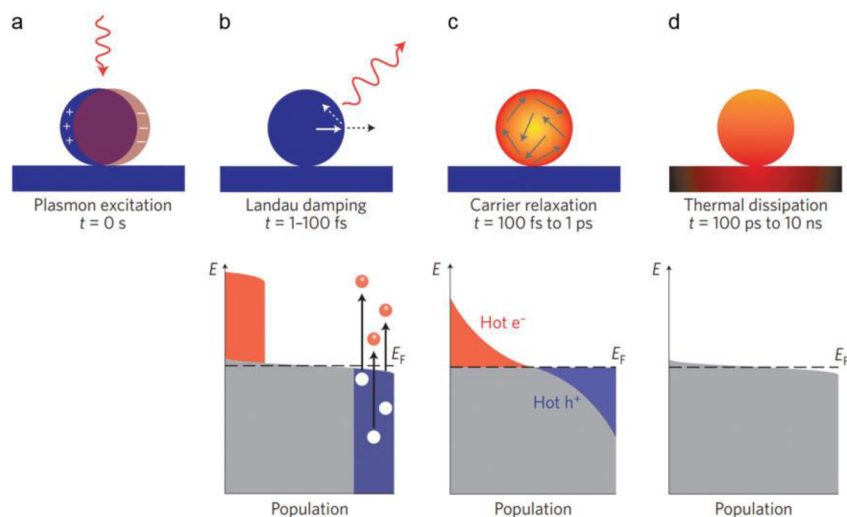 a
b
c
d
+
+
+
−
−
−
Plasmon excitation
t = 0 s
Landau damping
t = 1–100 fs
Carrier relaxation
t = 100 fs to 1 ps
Thermal dissipation
t = 100 ps to 10 ns
E
EF
Population
E
Hot e−
EF
Hot h+
Population
E
EF
Population